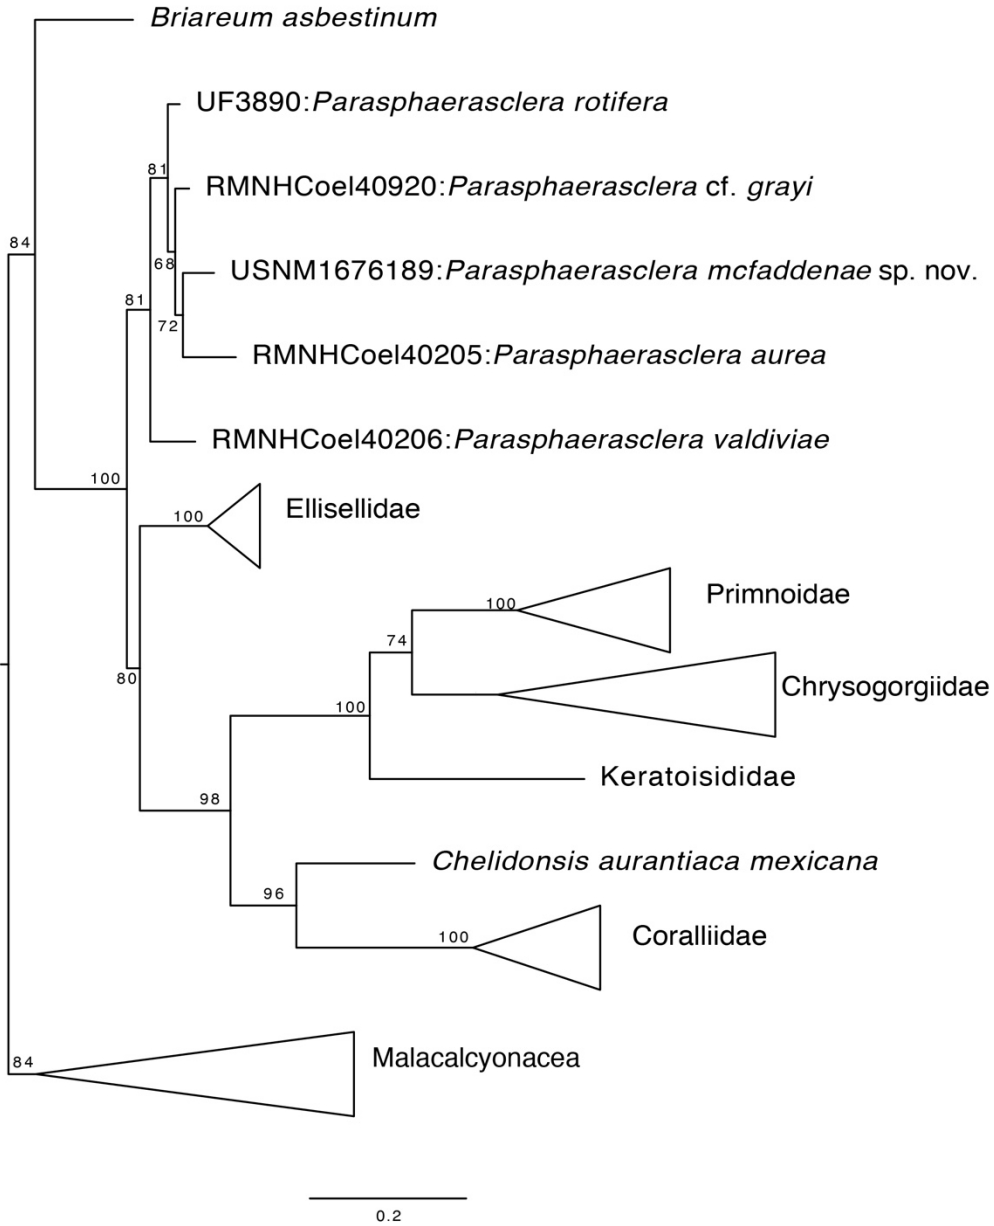 Briareum asbestinum
84
UF3890:Parasphaerasclera rotifera
81
RMNHCoel40920:Parasphaerasclera cf. grayi
68
USNM1676189:Parasphaerasclera mcfaddenae sp. nov.
81
72
RMNHCoel40205:Parasphaerasclera aurea
RMNHCoel40206:Parasphaerasclera valdiviae
100
100
Ellisellidae
100
Primnoidae
74
80
Chrysogorgiidae
100
Keratoisididae
98
Chelidonsis aurantiaca mexicana
96
100
Coralliidae
84
Malacalcyonacea
0.2